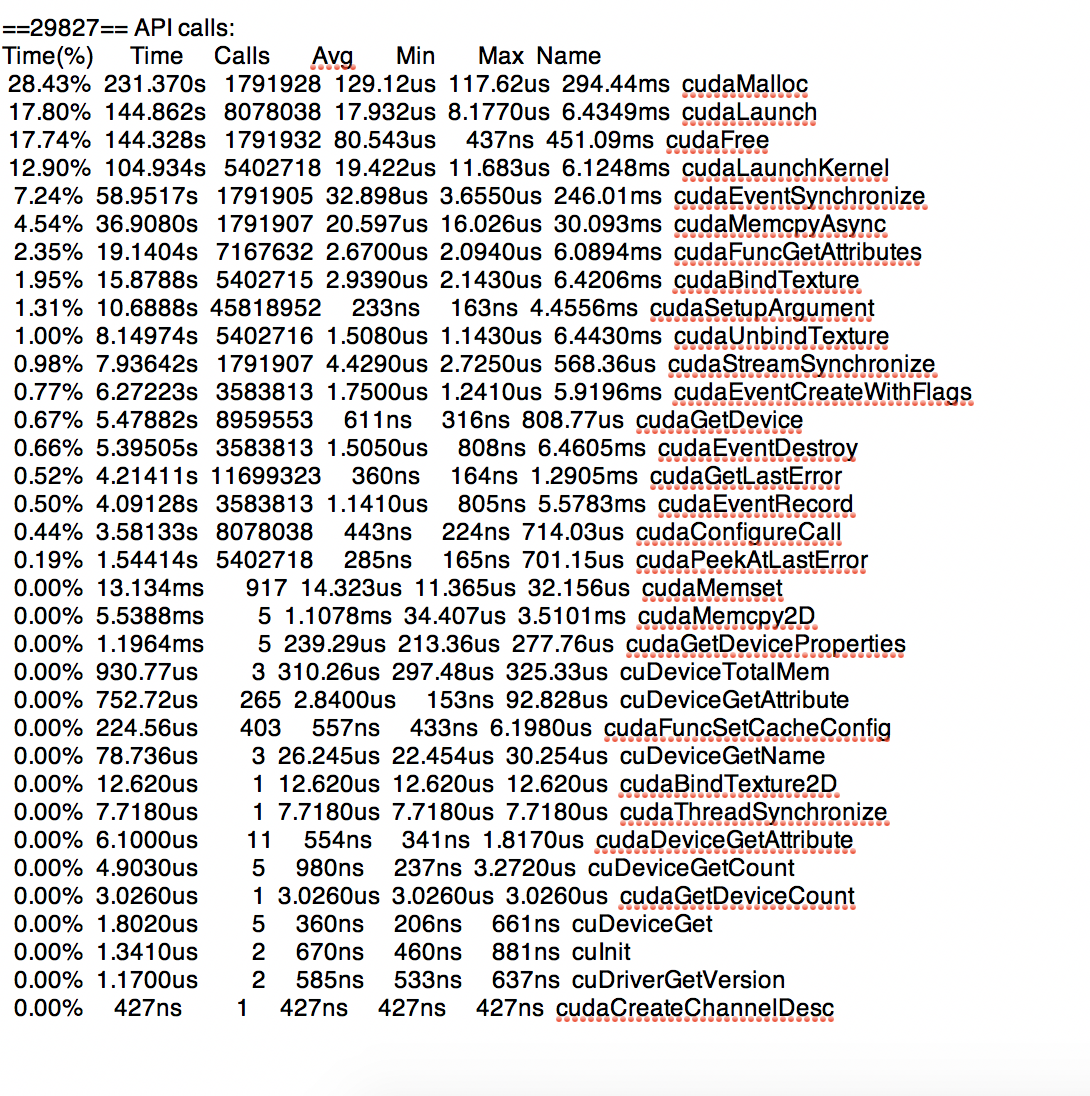 ==29827== API calls:
Time(%) Time Calls Avg Min Max Name
28.43% 231.370s 1791928 129.12us 117.62us 294.44ms cudaMalloc
17.80% 144.862s 8078038 17.932us 8.1770us 6.4349ms cudaLaunch
17.74% 144.328s 1791932 80.543us 437ns 451.09ms cudaFree
12.90% 104.934s 5402718 19.422us 11.683us 6.1248ms cudaLaunchKernel
7.24% 58.9517s 1791905 32.898us 3.6550us 246.01ms cudaEventSynchronize
4.54% 36.9080s 1791907 20.597us 16.026us 30.093ms cudaMemcpyAsync
2.35% 19.1404s 7167632 2.6700us 2.0940us 6.0894ms cudaFuncGetAttributes
1.95% 15.8788s 5402715 2.9390us 2.1430us 6.4206ms cudaBindTexture
1.31% 10.6888s 45818952 233ns 163ns 4.4556ms cudaSetupArgument
1.00% 8.14974s 5402716 1.5080us 1.1430us 6.4430ms cudaUnbindTexture
0.98% 7.93642s 1791907 4.4290us 2.7250us 568.36us cudaStreamSynchronize
0.77% 6.27223s 3583813 1.7500us 1.2410us 5.9196ms cudaEventCreateWithFlags
0.67% 5.47882s 8959553 611ns 316ns 808.77us cudaGetDevice
0.66% 5.39505s 3583813 1.5050us 808ns 6.4605ms cudaEventDestroy
0.52% 4.21411s 11699323 360ns 164ns 1.2905ms cudaGetLastError
0.50% 4.09128s 3583813 1.1410us 805ns 5.5783ms cudaEventRecord
0.44% 3.58133s 8078038 443ns 224ns 714.03us cudaConfigureCall
0.19% 1.54414s 5402718 285ns 165ns 701.15us cudaPeekAtLastError
0.00% 13.134ms 917 14.323us 11.365us 32.156us cudaMemset
0.00% 5.5388ms 5 1.1078ms 34.407us 3.5101ms cudaMemcpy2D
0.00% 1.1964ms 5 239.29us 213.36us 277.76us cudaGetDeviceProperties
0.00% 930.77us 3 310.26us 297.48us 325.33us cuDeviceTotalMem
0.00% 752.72us 265 2.8400us 153ns 92.828us cuDeviceGetAttribute
0.00% 224.56us 403 557ns 433ns 6.1980us cudaFuncSetCacheConfig
0.00% 78.736us 3 26.245us 22.454us 30.254us cuDeviceGetName
0.00% 12.620us 1 12.620us 12.620us 12.620us cudaBindTexture2D
0.00% 7.7180us 1 7.7180us 7.7180us 7.7180us cudaThreadSynchronize
0.00% 6.1000us 11 554ns 341ns 1.8170us cudaDeviceGetAttribute
0.00% 4.9030us 5 980ns 237ns 3.2720us cuDeviceGetCount
0.00% 3.0260us 1 3.0260us 3.0260us 3.0260us cudaGetDeviceCount
0.00% 1.8020us 5 360ns 206ns 661ns cuDeviceGet
0.00% 1.3410us 2 670ns 460ns 881ns cuInit
0.00% 1.1700us 2 585ns 533ns 637ns cuDriverGetVersion
0.00% 427ns 1 427ns 427ns 427ns cudaCreateChannelDesc